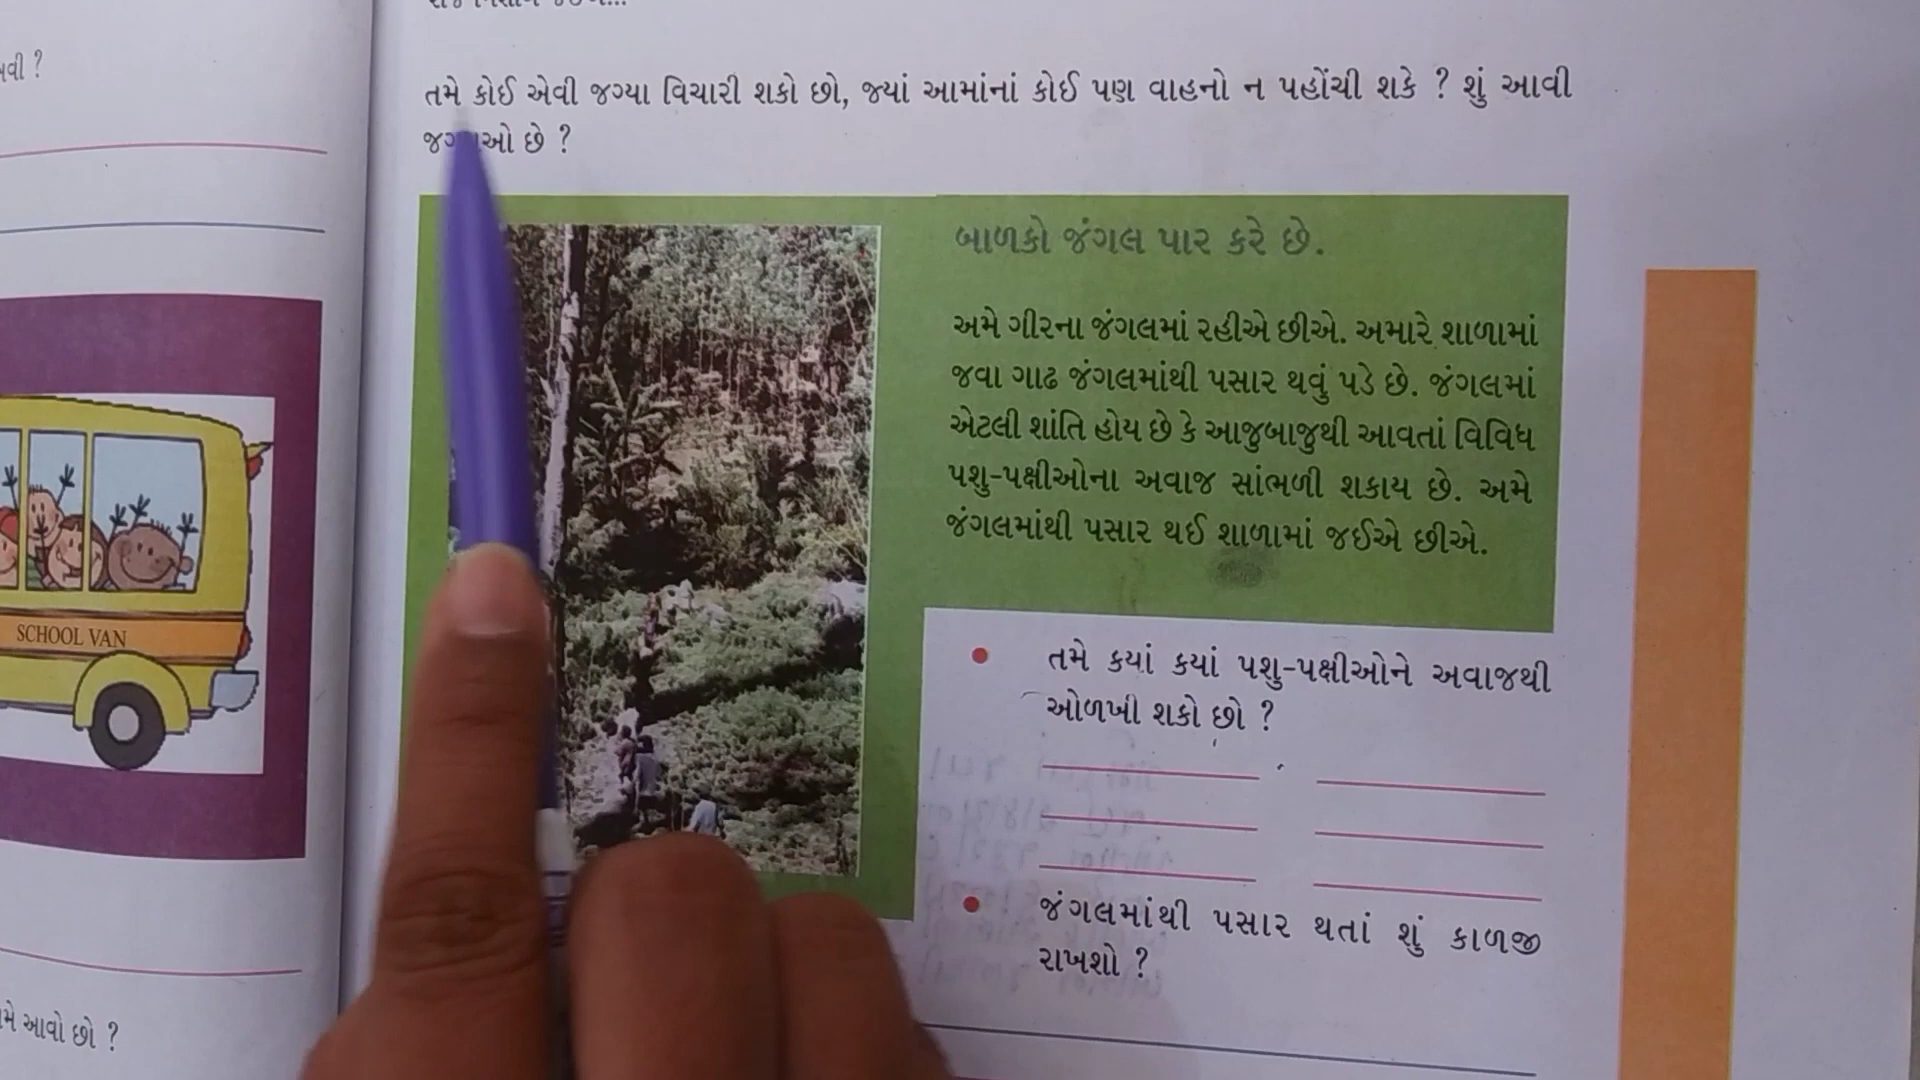 તમે કોઈ એવી જગ્યા વિચારી શકો છો, જ્યાં આમાંનાં કોઈ પણ વાહનો ન પહોંચી શકે ? શું આવી
છે ?
બાળકો જંગલ પાર કરે છે.
અમે ગીરના જંગલમાં રહીએ છીએ. અમારે શાળામાં
જવા ગાઢ જંગલમાંથી પસાર થવું પડે છે. જંગલમાં
એટલી શાંતિ હોય છે કે આજુબાજુથી આવતાં વિવિધ
પશુ-પક્ષીઓના અવાજ સાંભળી શકાય છે. અમે
જંગલમાંથી પસાર થઈ શાળામાં જઈએ છીએ.
તમે કયાં કયાં પશુ-પક્ષીઓને અવાજથી
ઓળખી શકો છો ?
જંગલમાંથી પસાર થતાં શું કાળજી
રાખશો ?
SCHOOL VAN
આવો છો ?